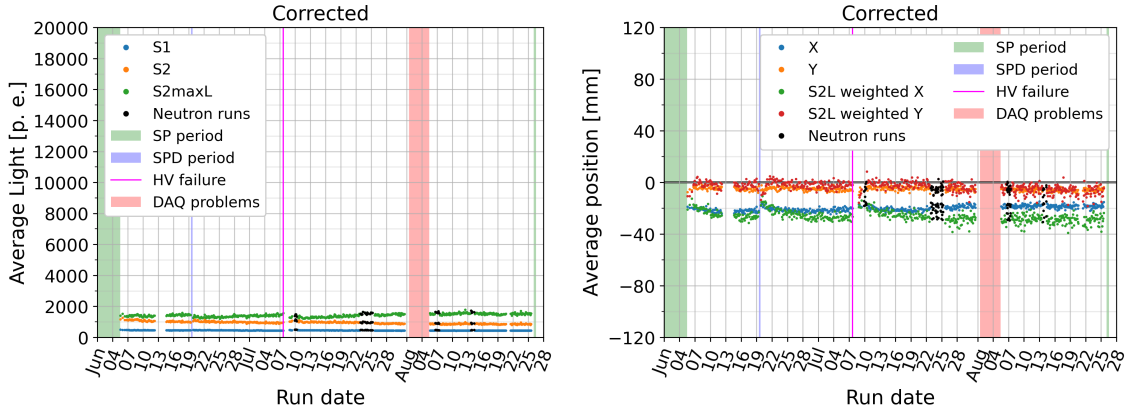 Corrected
Average Light [p. e.]
20000
18000
16000
14000
12000
10000
8000
6000
4000
2000
0
S1
S2
S2maxL
Neutron runs
SP period
SPD period
HV failure
DAQ problems
Jun 04 07 10 13 16 19 22 25 28 Jul 04 07 10 13 16 19 22 25 28 Aug 04 07 10 13 16 19 22 25 28
Run date
Corrected
Average position [mm]
120
80
40
0
−40
−80
−120
X
Y
S2L weighted X
S2L weighted Y
Neutron runs
SP period
SPD period
HV failure
DAQ problems
Jun 04 07 10 13 16 19 22 25 28 Jul 04 07 10 13 16 19 22 25 28 Aug 04 07 10 13 16 19 22 25 28
Run date